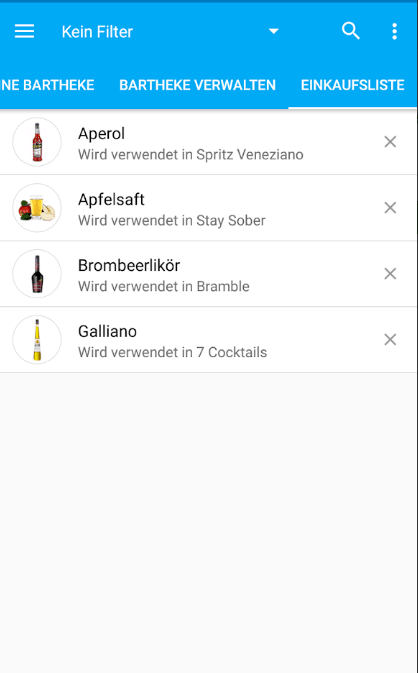 Kein Filter
NE BARTHEKE BARTHEKE VERWALTEN EINKAUFSLISTE
Aperol
Wird verwendet in Spritz Veneziano
Apfelsaft
Wird verwendet in Stay Sober
Brombeerlikör
Wird verwendet in Bramble
Galliano
Wird verwendet in 7 Cocktails